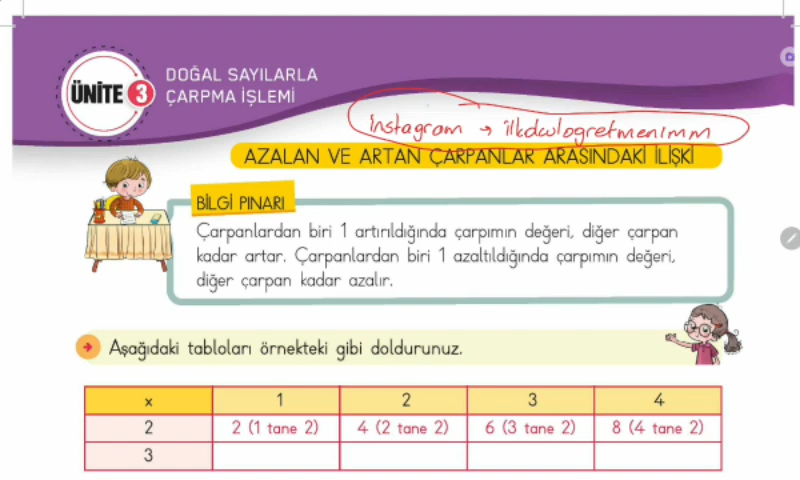 ÜNİTE 3
DOĞAL SAYILARLA
ÇARPMA İŞLEMİ
instagram → ilkdulogretmenimm
AZALAN VE ARTAN ÇARPANLAR ARASINDAKİ İLİŞKİ
BİLGİ PINARI
Çarpanlardan biri 1 artırıldığında çarpımın değeri, diğer çarpan
kadar artar. Çarpanlardan biri 1 azaltıldığında çarpımın değeri,
diğer çarpan kadar azalır.
Aşağıdaki tabloları örnekteki gibi doldurunuz.
x 1 2 3 4
2 2 (1 tane 2) 4 (2 tane 2) 6 (3 tane 2) 8 (4 tane 2)
3